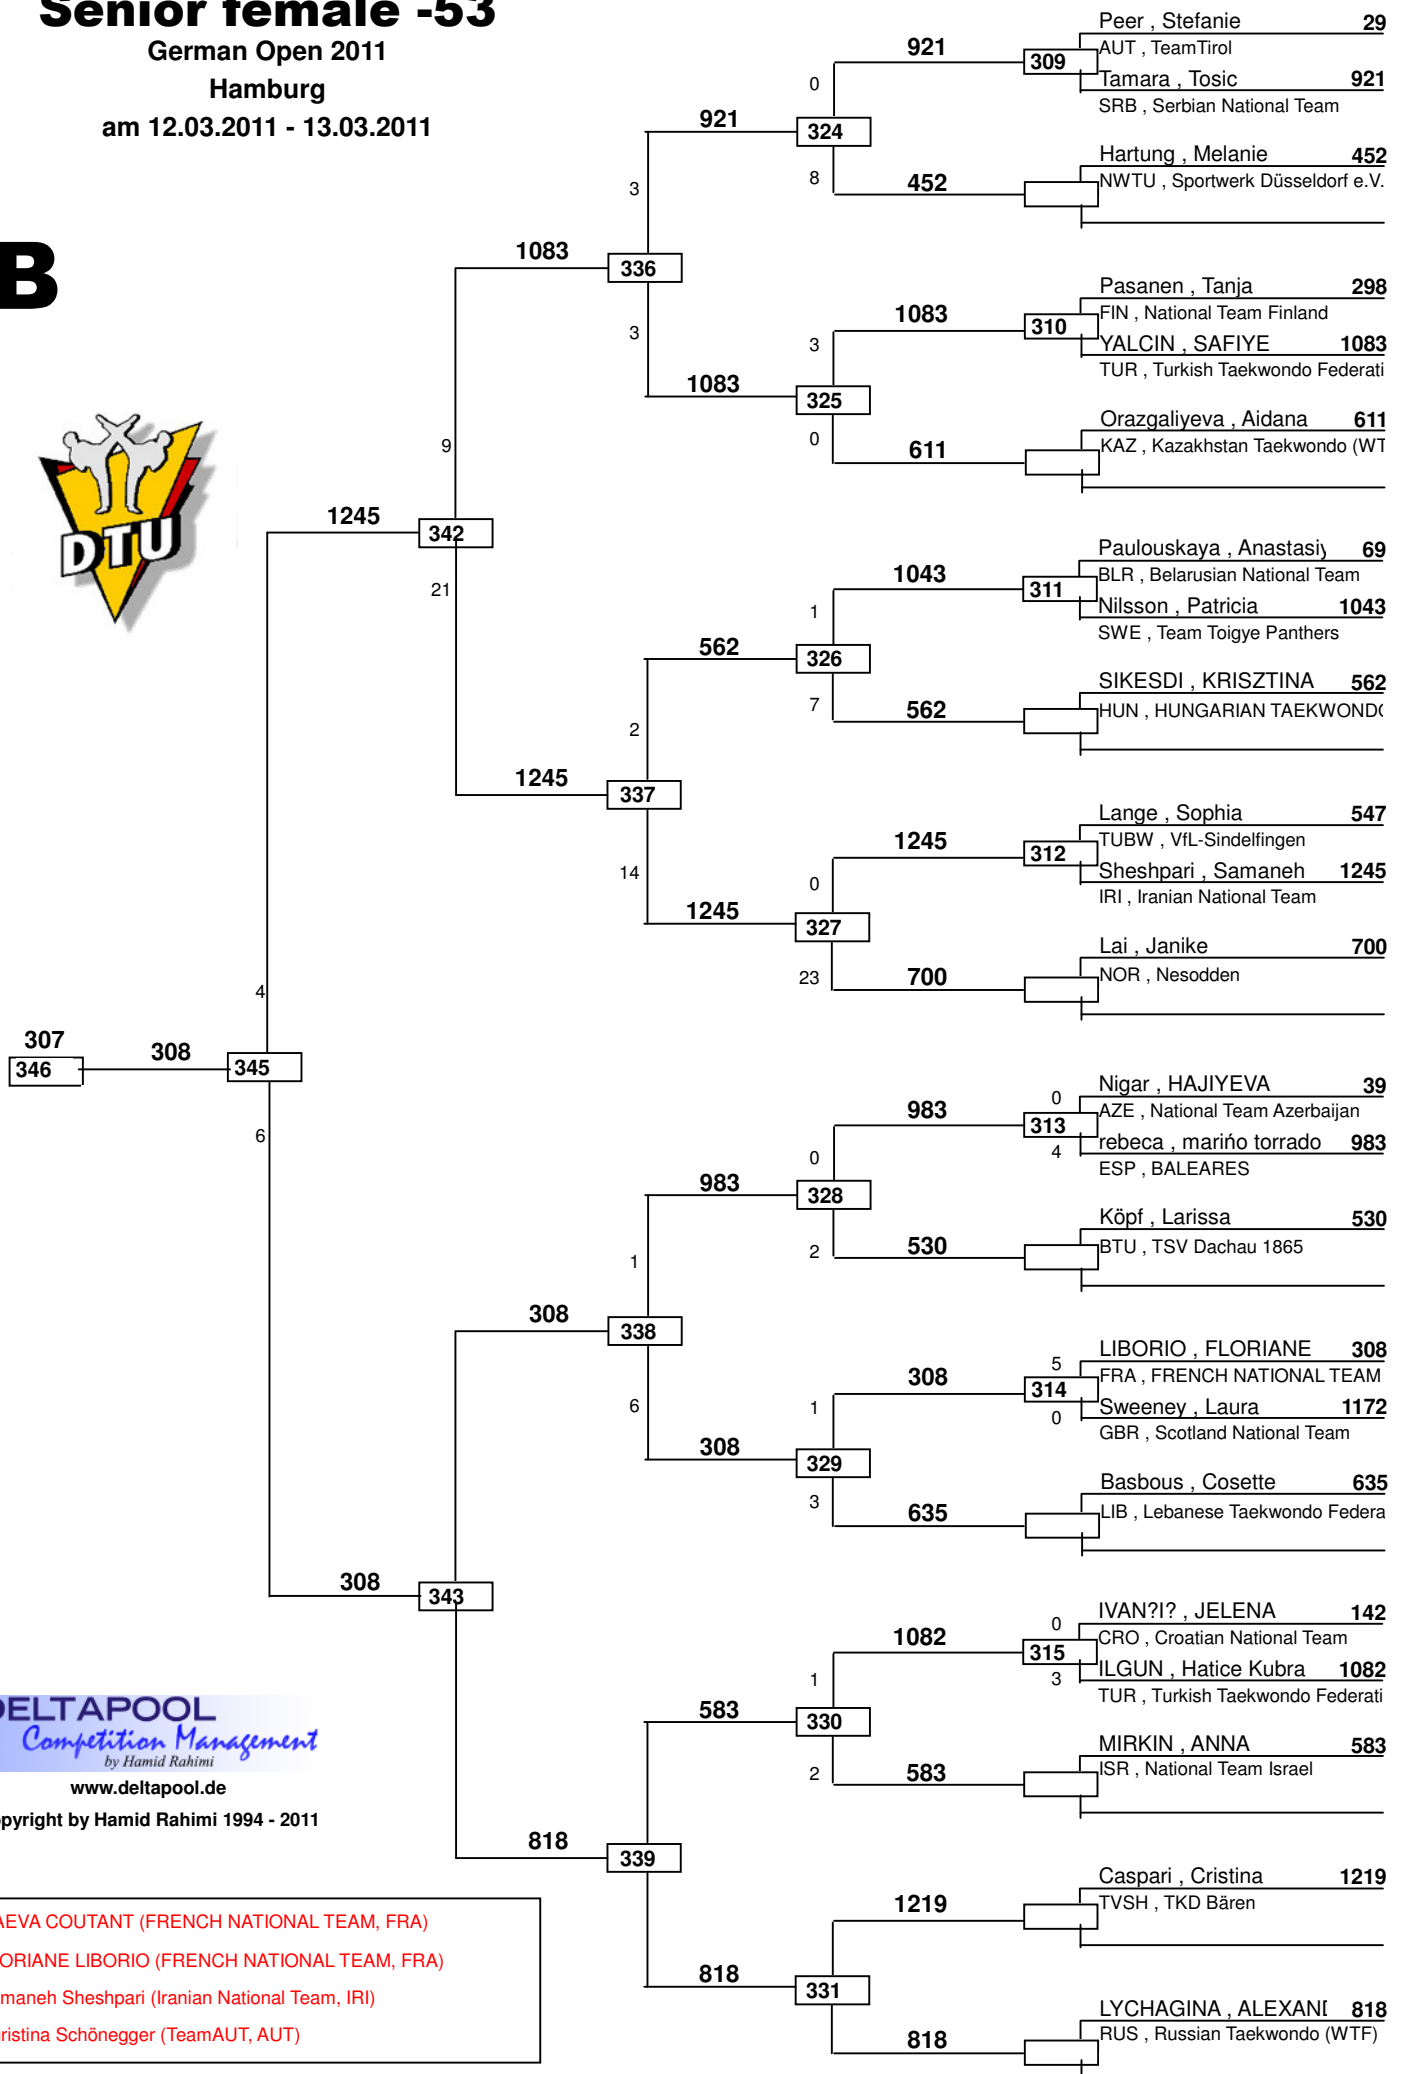 Senior female -53
German Open 2011
Hamburg
am 12.03.2011 - 13.03.2011
B
DTU
Peer , Stefanie 29
AUT , TeamTirol
921 309
Tamara , Tosic 921
SRB , Serbian National Team
0
921 324
8
Hartung , Melanie 452
452
NWTU , Sportwerk Düsseldorf e.V.
3
1083 336
3
Pasanen , Tanja 298
FIN , National Team Finland
1083 310
YALCIN , SAFIYE 1083
TUR , Turkish Taekwondo Federati
3
1083 325
0
Orazgaliyeva , Aidana 611
611
KAZ , Kazakhstan Taekwondo (WT
9
1245 342
21
Paulouskaya , Anastasiy 69
BLR , Belarusian National Team
1043 311
Nilsson , Patricia 1043
SWE , Team Toigye Panthers
1
562 326
7
SIKESDI , KRISZTINA 562
562
HUN , HUNGARIAN TAEKWONDO
2
1245 337
14
Lange , Sophia 547
TUBW , VfL-Sindelfingen
1245 312
Sheshpari , Samaneh 1245
IRI , Iranian National Team
0
1245 327
23
Lai , Janike 700
700
NOR , Nesodden
4
307
346 308 345
6
Nigar , HAJIYEVA 39
0
AZE , National Team Azerbaijan
983 313
rebeca , marińo torrado 983
4
ESP , BALEARES
0
983 328
2
Köpf , Larissa 530
530
BTU , TSV Dachau 1865
1
308 338
6
LIBORIO , FLORIANE 308
5
FRA , FRENCH NATIONAL TEAM
308 314
Sweeney , Laura 1172
0
GBR , Scotland National Team
1
308 329
3
Basbous , Cosette 635
635
LIB , Lebanese Taekwondo Federa
308 343
IVAN?I? , JELENA 142
0
CRO , Croatian National Team
1082 315
ILGUN , Hatice Kubra 1082
3
TUR , Turkish Taekwondo Federati
1
583 330
2
MIRKIN , ANNA 583
583
ISR , National Team Israel
818 339
Caspari , Cristina 1219
1219
TVSH , TKD Bären
818 331
LYCHAGINA , ALEXAND 818
818
RUS , Russian Taekwondo (WTF)
DELTAPOOL
Competition Management
by Hamid Rahimi
www.deltapool.de
opyright by Hamid Rahimi 1994 - 2011
AEVA COUTANT (FRENCH NATIONAL TEAM, FRA)
ORIANE LIBORIO (FRENCH NATIONAL TEAM, FRA)
maneh Sheshpari (Iranian National Team, IRI)
ristina Schönegger (TeamAUT, AUT)